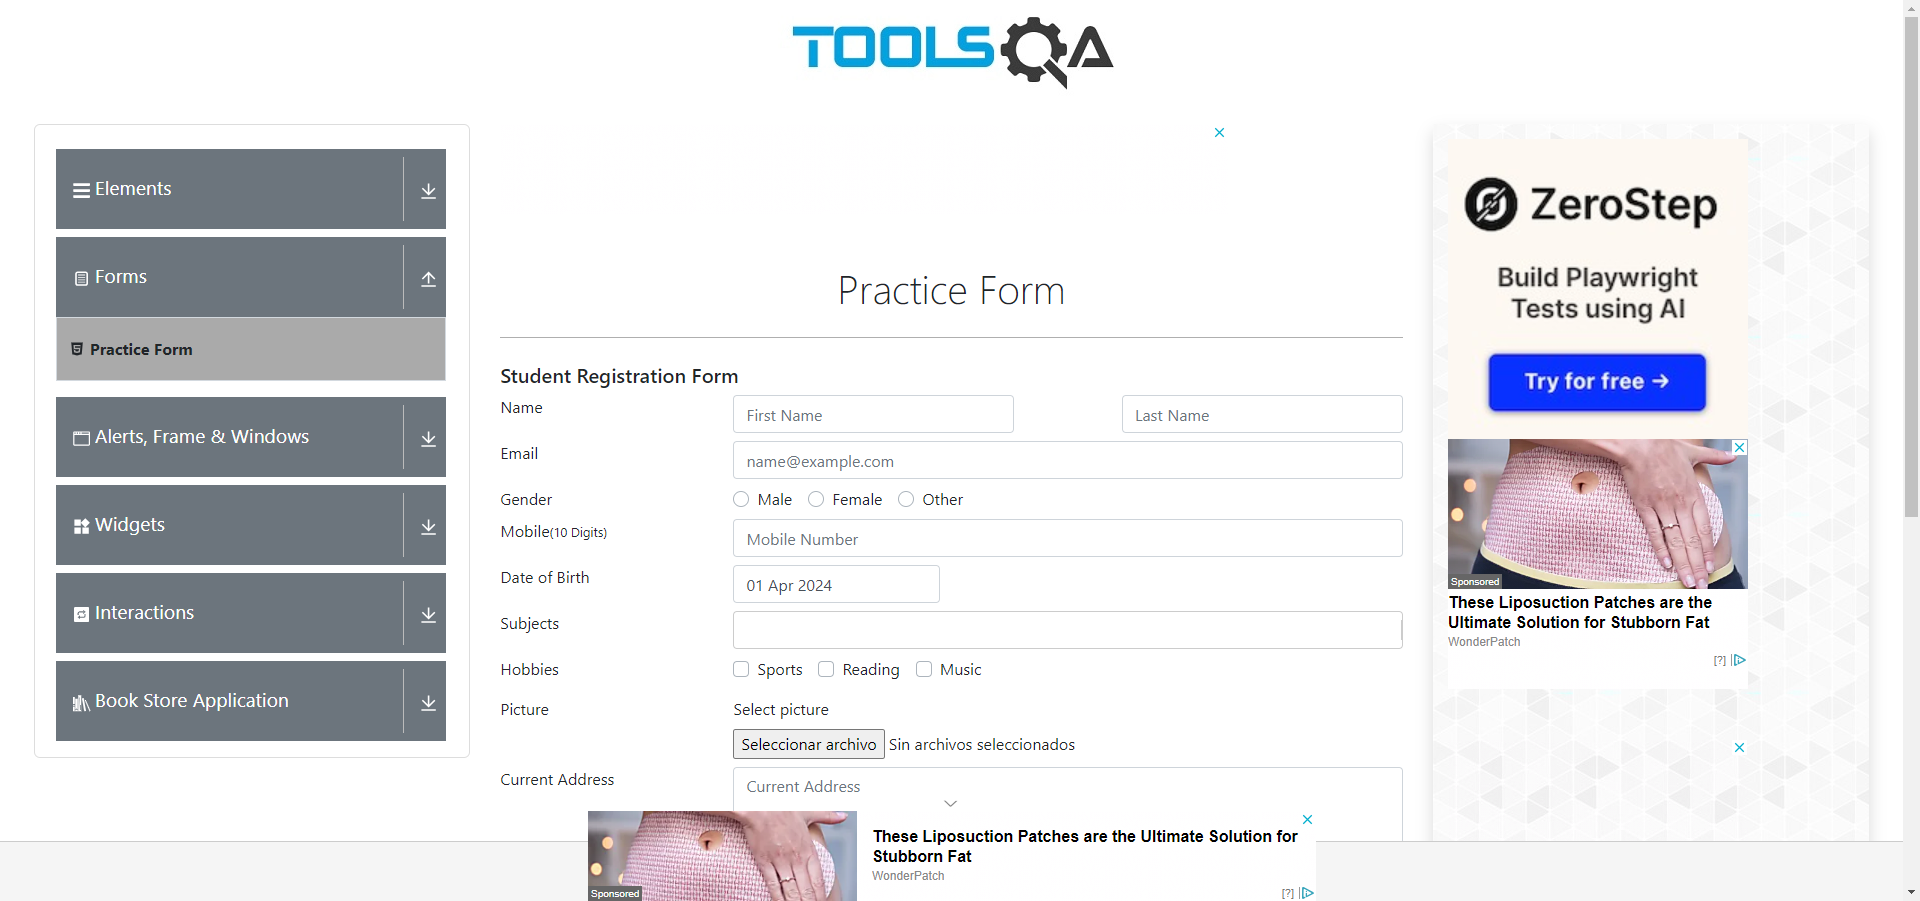 TOOLSQA
Elements
Forms
Practice Form
Alerts, Frame & Windows
Widgets
Interactions
Book Store Application
Practice Form
Student Registration Form
Name
First Name
Last Name
Email
name@example.com
Gender
Male
Female
Other
Mobile(10 Digits)
Mobile Number
Date of Birth
01 Apr 2024
Subjects
Hobbies
Sports
Reading
Music
Picture
Select picture
Seleccionar archivo Sin archivos seleccionados
Current Address
Current Address
ZeroStep
Build Playwright
Tests using AI
Try for free →
Sponsored
These Liposuction Patches are the
Ultimate Solution for Stubborn Fat
WonderPatch
[?]
Sponsored
These Liposuction Patches are the Ultimate Solution for
Stubborn Fat
WonderPatch
[?]